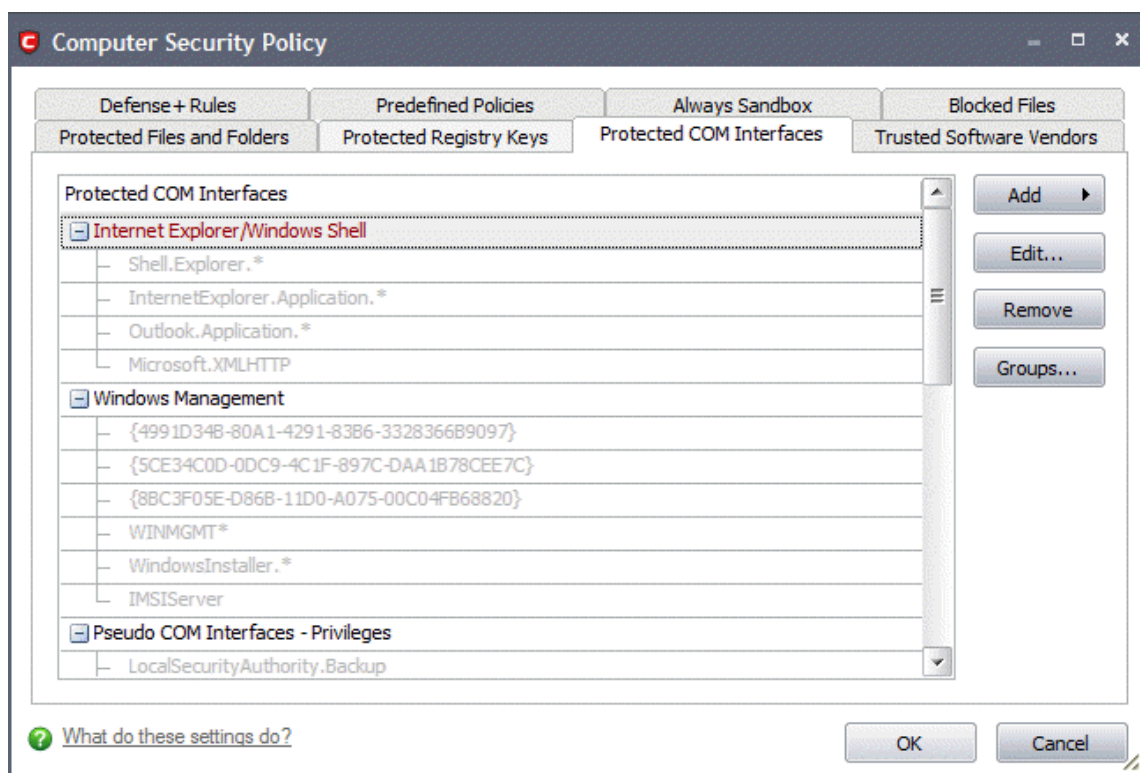 Computer Security Policy
Defense+ Rules
Predefined Policies
Always Sandbox
Blocked Files
Protected Files and Folders
Protected Registry Keys
Protected COM Interfaces
Trusted Software Vendors
Protected COM Interfaces
Internet Explorer/Windows Shell
Shell.Explorer.*
InternetExplorer.Application.*
Outlook.Application.*
Microsoft.XMLHTTP
Windows Management
{4991D34B-80A1-4291-83B6-3328366B9097}
{5CE34C0D-0DC9-4C1F-897C-DAA1B78CEE7C}
{8BC3F05E-D86B-11D0-A075-00C04FB68820}
WINMGMT*
WindowsInstaller.*
IMSIServer
Pseudo COM Interfaces - Privileges
LocalSecurityAuthority.Backup
Add
Edit...
Remove
Groups...
What do these settings do?
OK
Cancel